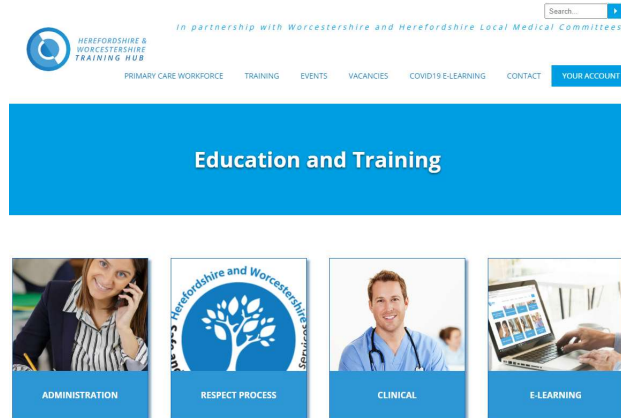 Search...
In partnership with Worcestershire and Herefordshire Local Medical Committees
HEREFORDSHIRE &
WORCESTERSHIRE
TRAINING HUB
PRIMARY CARE WORKFORCE TRAINING EVENTS VACANCIES COVID19 E-LEARNING CONTACT YOUR ACCOUNT
Education and Training
Herefordshire and Worcestershire
Services
ADMINISTRATION RESPECT PROCESS CLINICAL E-LEARNING